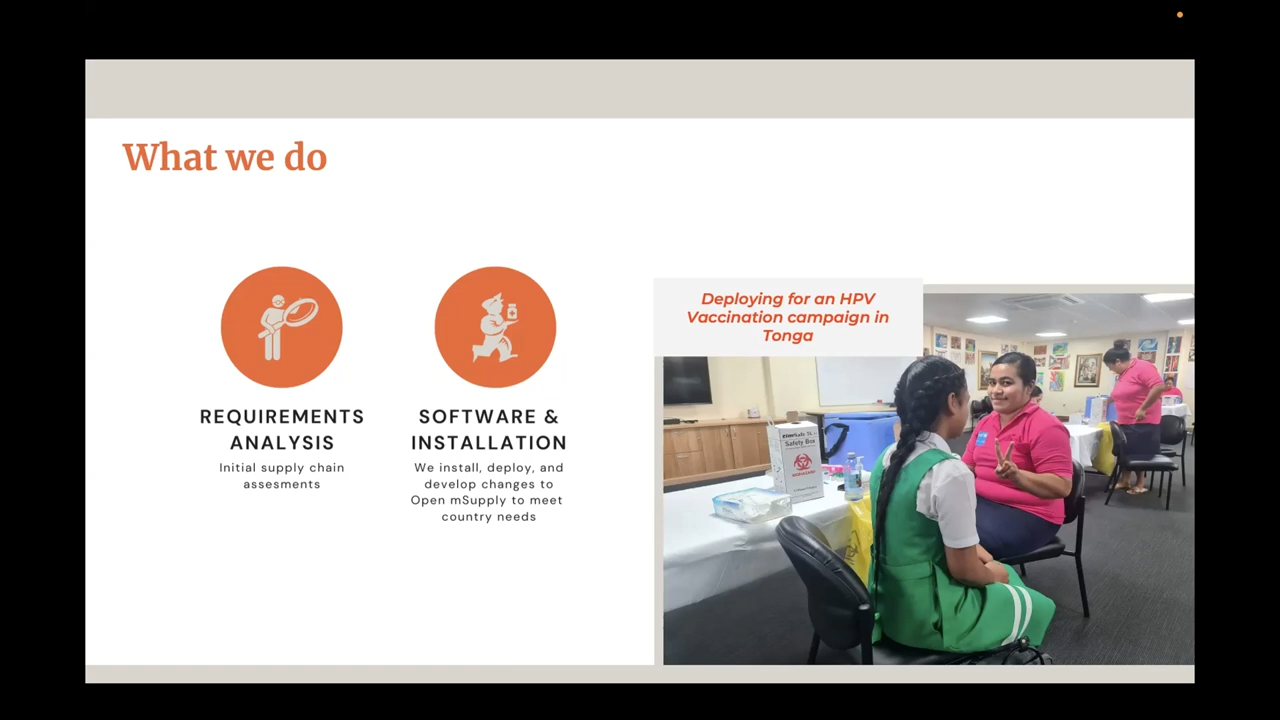 What we do
REQUIREMENTS
ANALYSIS
Initial supply chain
assesments
SOFTWARE &
INSTALLATION
We install, deploy, and
develop changes to
Open mSupply to meet
country needs
Deploying for an HPV
Vaccination campaign in
Tonga
Safety Box